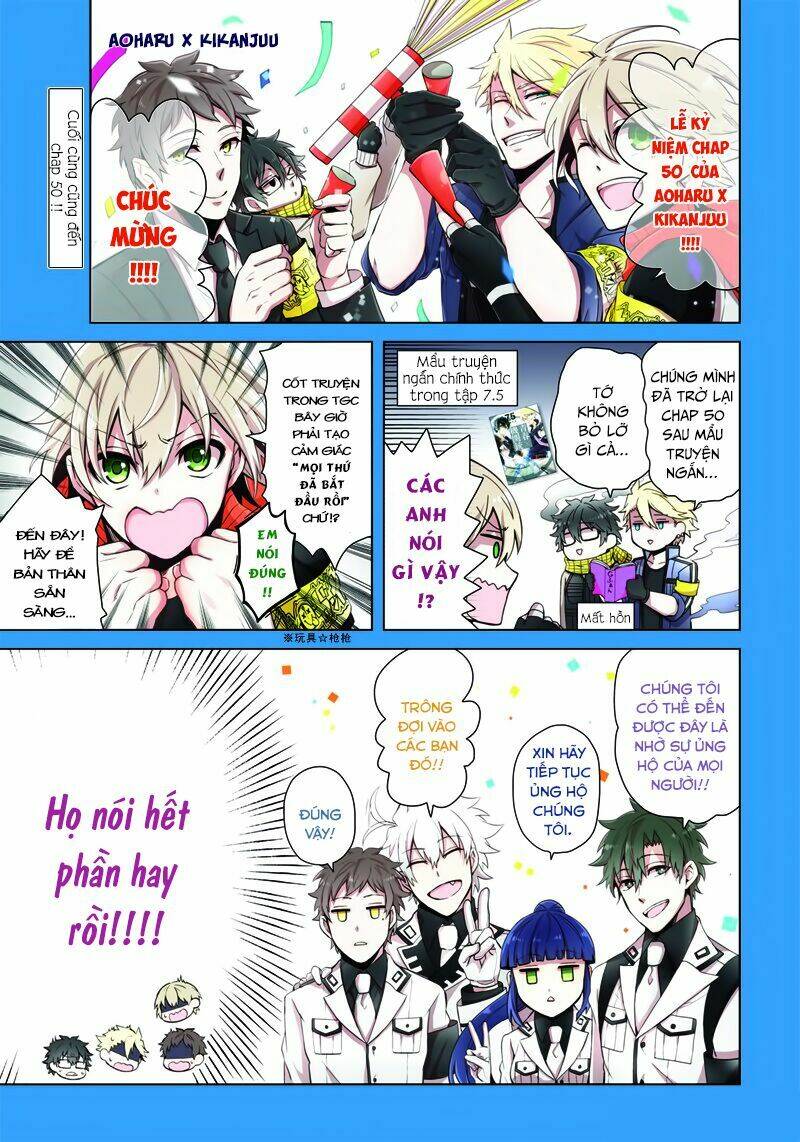 AOHARU X KIKANJUU
LỄ KỶ
NIỆM CHAP
50 CỦA
AOHARU X
KIKANJUU
!!!!
CHÚC
MỪNG
!!!!
Cuối cùng cũng đến
chap 50 !!
CHÚNG MÌNH
ĐÃ TRỞ LẠI
CHAP 50
SAU MẨU
TRUYỆN
NGẮN...
TỚ
KHÔNG
BỎ LỠ
GÌ CẢ...
Mẩu truyện
ngắn chính thức
trong tập 7.5
7.5
CÁC
ANH
NÓI
GÌ VẬY
!?
Mất hồn
CỐT TRUYỆN
TRONG TGC
BÂY GIỜ
PHẢI TẠO
CẢM GIÁC
"MỌI THỨ
ĐÃ BẮT
ĐẦU RỒI"
CHỨ!?
EM
NÓI
ĐÚNG
!!
ĐẾN ĐÂY!
HÃY ĐỂ
BẢN THÂN
SẴN
SÀNG...
※玩具☆枪枪
CHÚNG TÔI
CÓ THỂ ĐẾN
ĐƯỢC ĐÂY LÀ
NHỜ SỰ ỦNG
HỘ CỦA MỌI
NGƯỜI!!
XIN HÃY
TIẾP TỤC
ỦNG HỘ
CHÚNG
TÔI.
TRÔNG
ĐỢI VÀO
CÁC BẠN
ĐÓ!!
ĐÚNG
VẬY!
Họ nói hết
phần hay
rồi!!!!